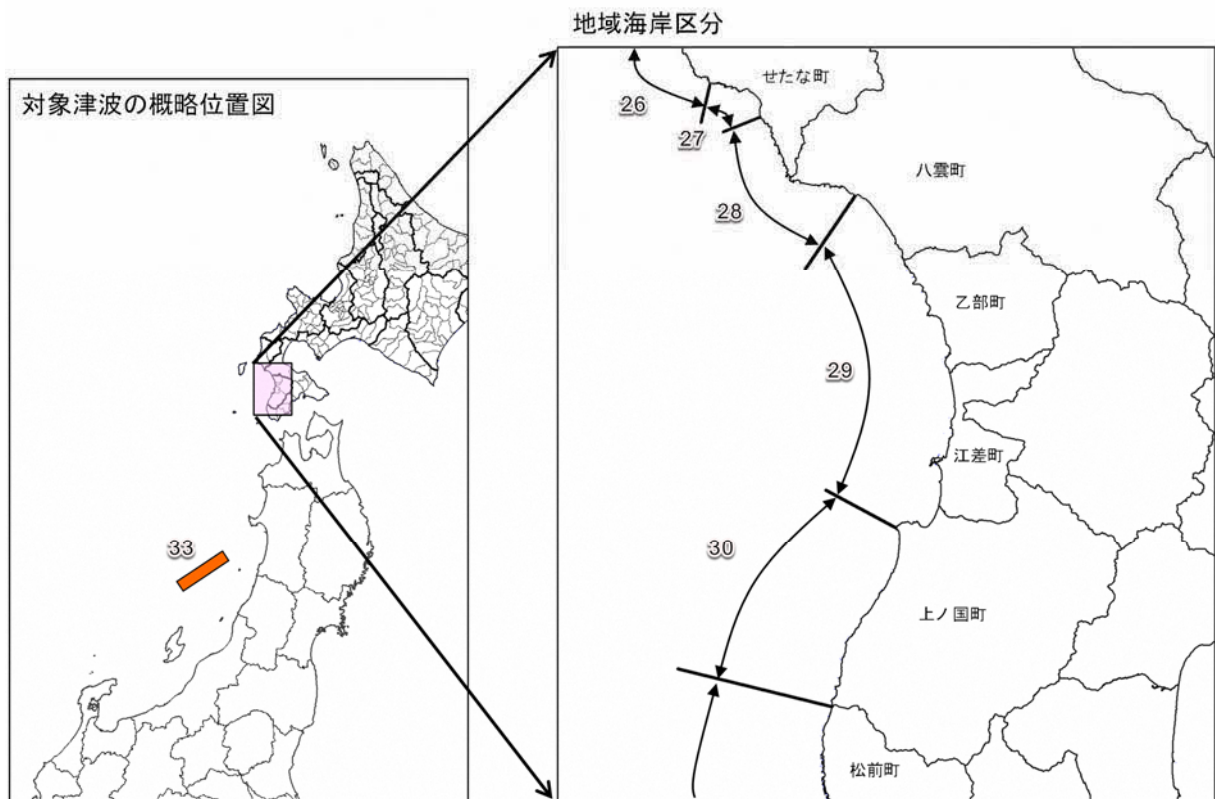 地域海岸区分
対象津波の概略位置図
33
26
27
28
29
30
せたな町
八雲町
乙部町
江差町
上ノ国町
松前町